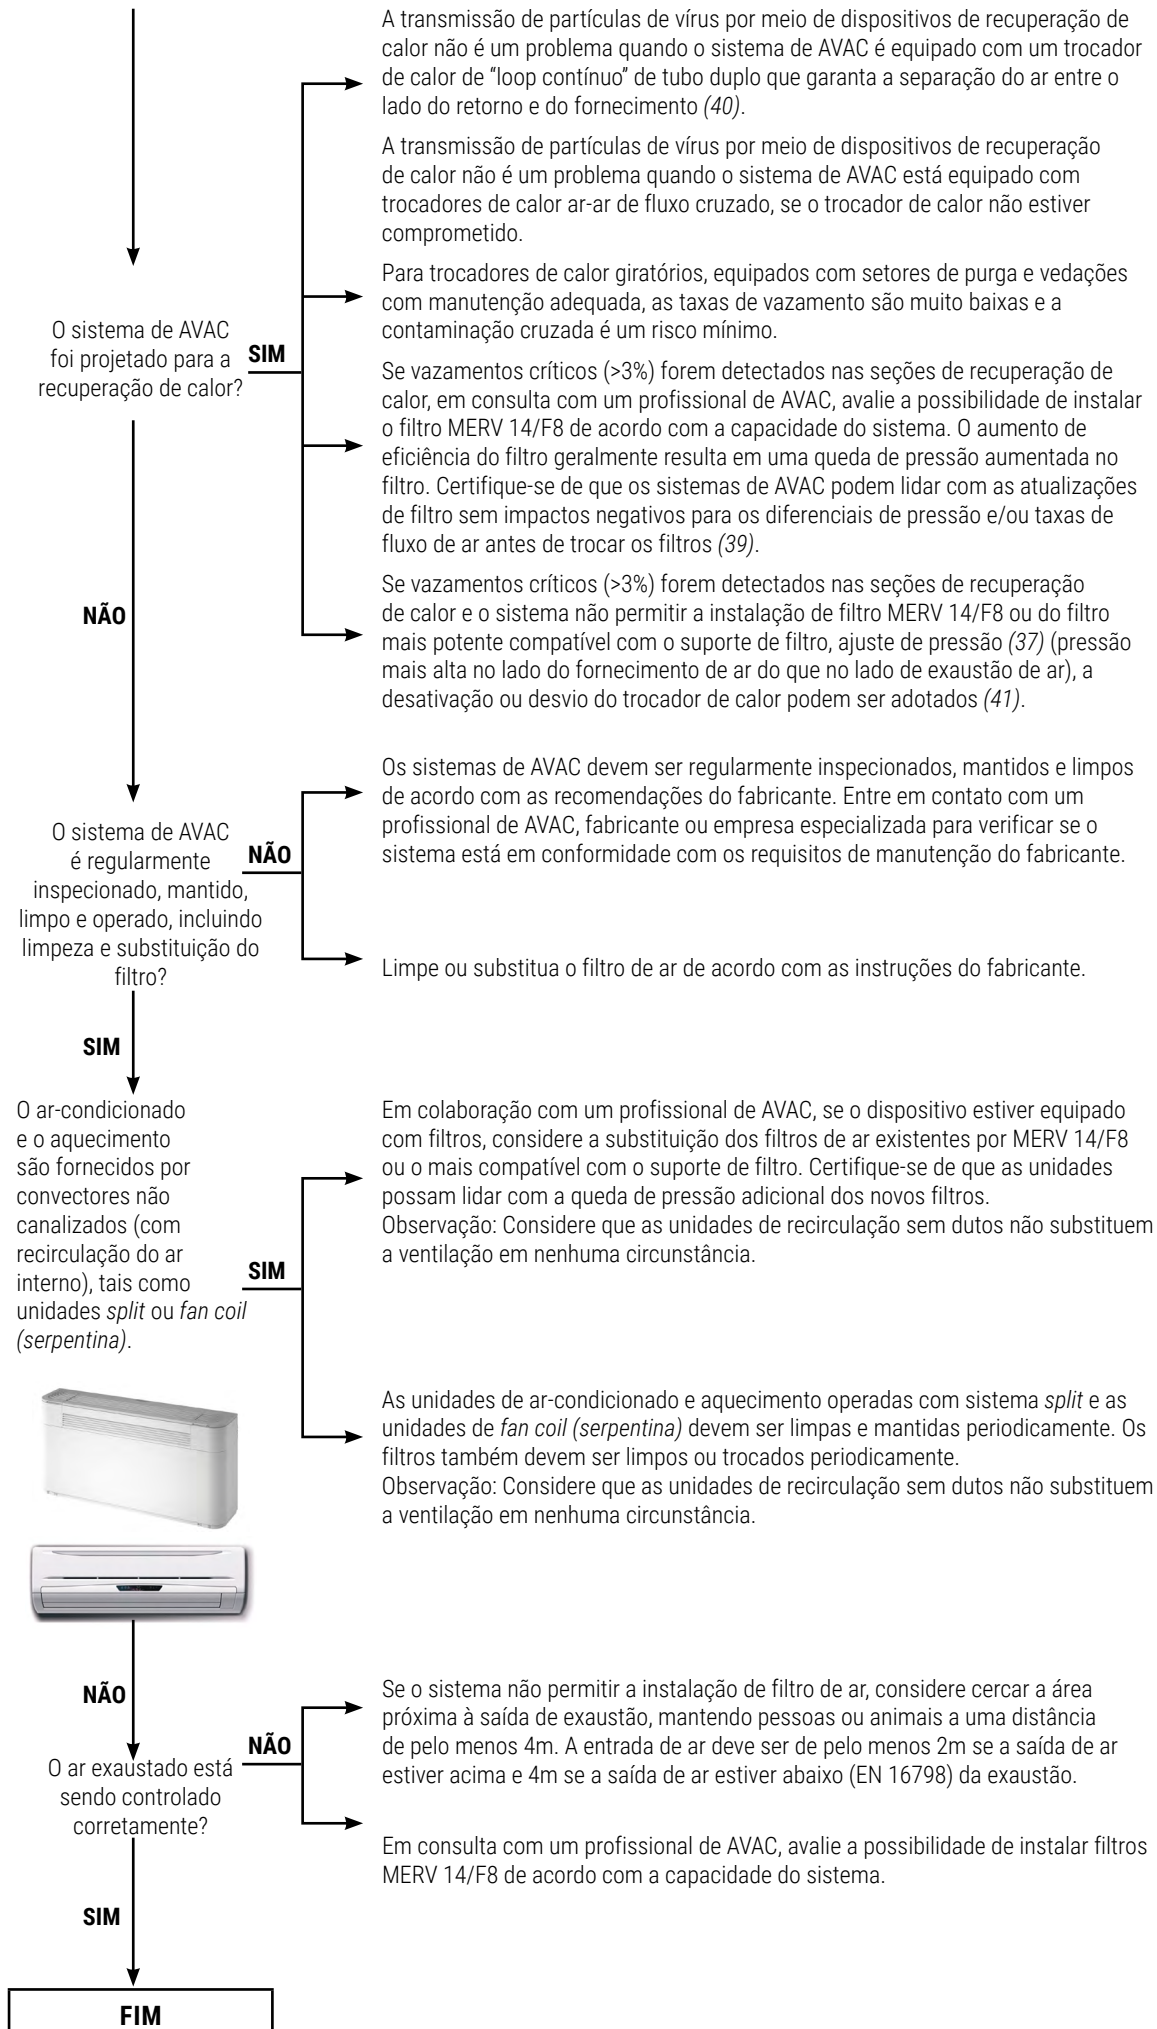 A transmissão de partículas de vírus por meio de dispositivos de recuperação de
calor não é um problema quando o sistema de AVAC é equipado com um trocador
de calor de “loop contínuo” de tubo duplo que garanta a separação do ar entre o
lado do retorno e do fornecimento (40).
A transmissão de partículas de vírus por meio de dispositivos de recuperação
de calor não é um problema quando o sistema de AVAC está equipado com
trocadores de calor ar-ar de fluxo cruzado, se o trocador de calor não estiver
comprometido.
Para trocadores de calor giratórios, equipados com setores de purga e vedações
com manutenção adequada, as taxas de vazamento são muito baixas e a
contaminação cruzada é um risco mínimo.
O sistema de AVAC
foi projetado para a
recuperação de calor?
SIM
Se vazamentos críticos (>3%) forem detectados nas seções de recuperação de
calor, em consulta com um profissional de AVAC, avalie a possibilidade de instalar
o filtro MERV 14/F8 de acordo com a capacidade do sistema. O aumento de
eficiência do filtro geralmente resulta em uma queda de pressão aumentada no
filtro. Certifique-se de que os sistemas de AVAC podem lidar com as atualizações
de filtro sem impactos negativos para os diferenciais de pressão e/ou taxas de
fluxo de ar antes de trocar os filtros (39).
NÃO
Se vazamentos críticos (>3%) forem detectados nas seções de recuperação
de calor e o sistema não permitir a instalação de filtro MERV 14/F8 ou do filtro
mais potente compatível com o suporte de filtro, ajuste de pressão (37) (pressão
mais alta no lado do fornecimento de ar do que no lado de exaustão de ar), a
desativação ou desvio do trocador de calor podem ser adotados (41).
O sistema de AVAC
é regularmente
inspecionado, mantido,
limpo e operado, incluindo
limpeza e substituição do
filtro?
NÃO
Os sistemas de AVAC devem ser regularmente inspecionados, mantidos e limpos
de acordo com as recomendações do fabricante. Entre em contato com um
profissional de AVAC, fabricante ou empresa especializada para verificar se o
sistema está em conformidade com os requisitos de manutenção do fabricante.
Limpe ou substitua o filtro de ar de acordo com as instruções do fabricante.
SIM
O ar-condicionado
e o aquecimento
são fornecidos por
convectores não
canalizados (com
recirculação do ar
interno), tais como
unidades split ou fan coil
(serpentina).
SIM
Em colaboração com um profissional de AVAC, se o dispositivo estiver equipado
com filtros, considere a substituição dos filtros de ar existentes por MERV 14/F8
ou o mais compatível com o suporte de filtro. Certifique-se de que as unidades
possam lidar com a queda de pressão adicional dos novos filtros.
Observação: Considere que as unidades de recirculação sem dutos não substituem
a ventilação em nenhuma circunstância.
As unidades de ar-condicionado e aquecimento operadas com sistema split e as
unidades de fan coil (serpentina) devem ser limpas e mantidas periodicamente. Os
filtros também devem ser limpos ou trocados periodicamente.
Observação: Considere que as unidades de recirculação sem dutos não substituem
a ventilação em nenhuma circunstância.
NÃO
O ar exaustado está
sendo controlado
corretamente?
NÃO
Se o sistema não permitir a instalação de filtro de ar, considere cercar a área
próxima à saída de exaustão, mantendo pessoas ou animais a uma distância
de pelo menos 4m. A entrada de ar deve ser de pelo menos 2m se a saída de ar
estiver acima e 4m se a saída de ar estiver abaixo (EN 16798) da exaustão.
Em consulta com um profissional de AVAC, avalie a possibilidade de instalar filtros
MERV 14/F8 de acordo com a capacidade do sistema.
SIM
FIM